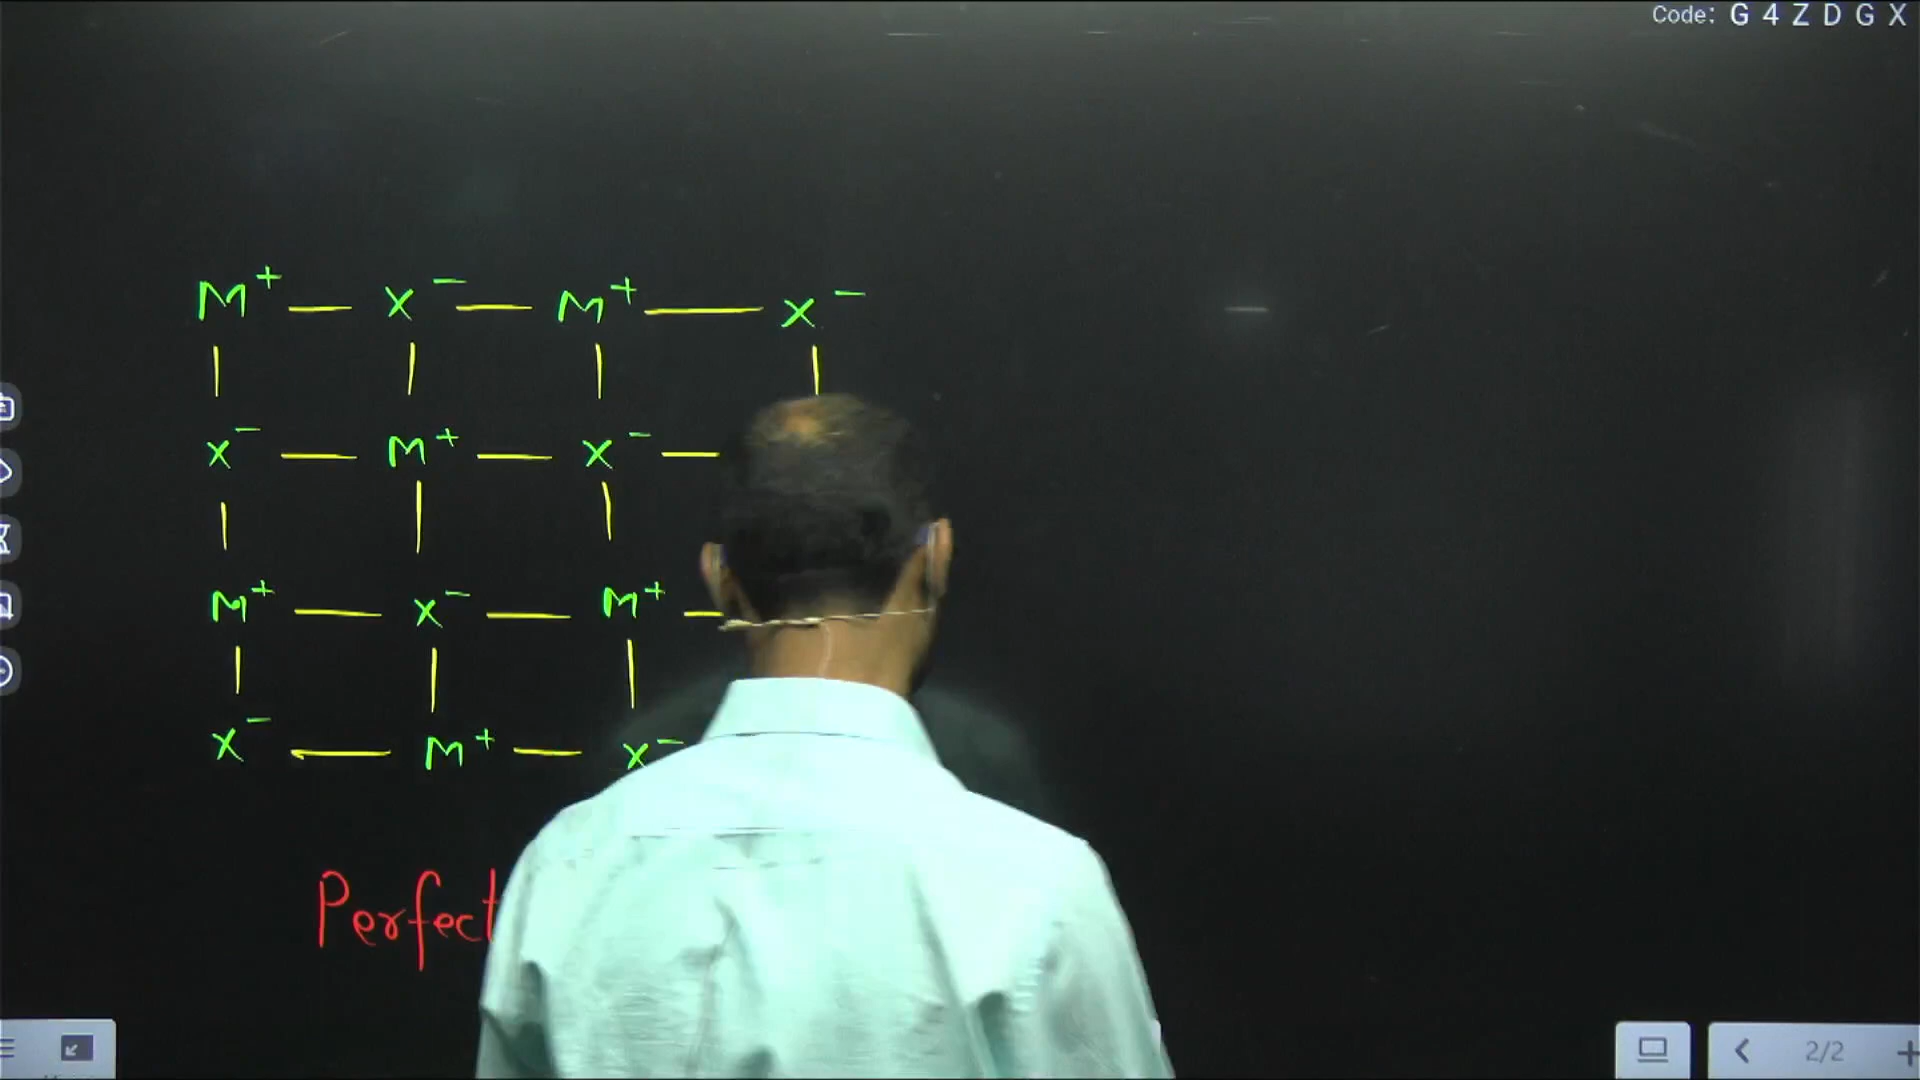 Code: G 4 Z D G X
M⁺ — X⁻ — M⁺ — X⁻
X⁻ — M⁺ — X⁻ —
M⁺ — X⁻ — M⁺ —
X⁻ — M⁺ — X⁻
Perfect
2/2